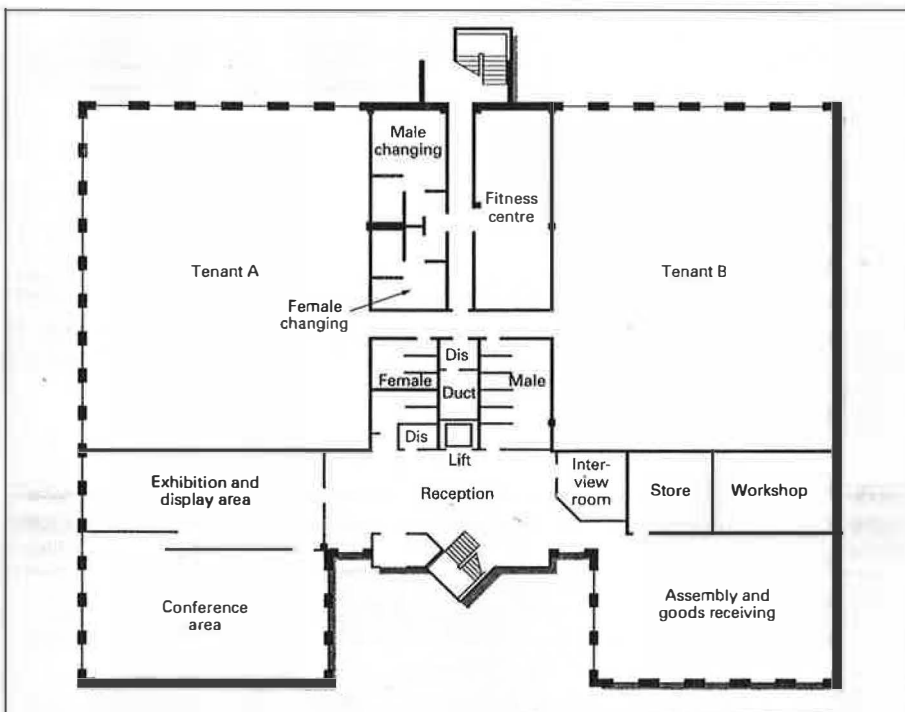 Male
changing
Fitness
centre
Tenant A
Tenant B
Female
changing
Dis
Female
Duct
Male
Dis
Lift
Exhibition and
display area
Reception
Inter-
view
room
Store
Workshop
Conference
area
Assembly and
goods receiving